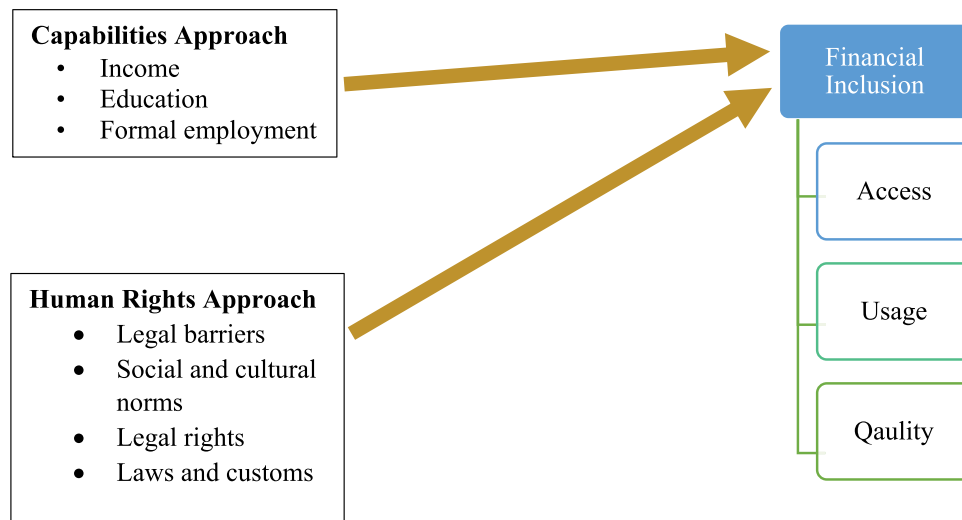 Capabilities Approach
• Income
• Education
• Formal employment
Human Rights Approach
• Legal barriers
• Social and cultural
norms
• Legal rights
• Laws and customs
Financial
Inclusion
Access
Usage
Qaulity